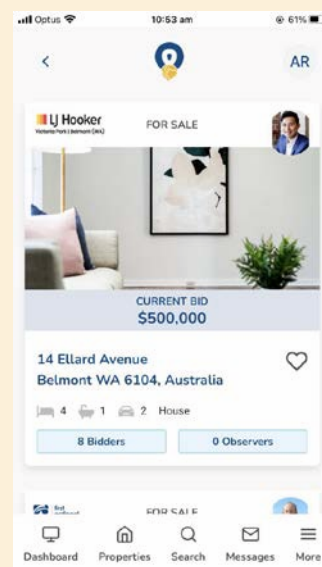 Optus 10:53 am 61%
AR
LJ Hooker FOR SALE
Victoria Park | Belmont (WA)
CURRENT BID
$500,000
14 Ellard Avenue
Belmont WA 6104, Australia
4 1 2 House
8 Bidders 0 Observers
first FOR SALE
national
Dashboard Properties Search Messages More